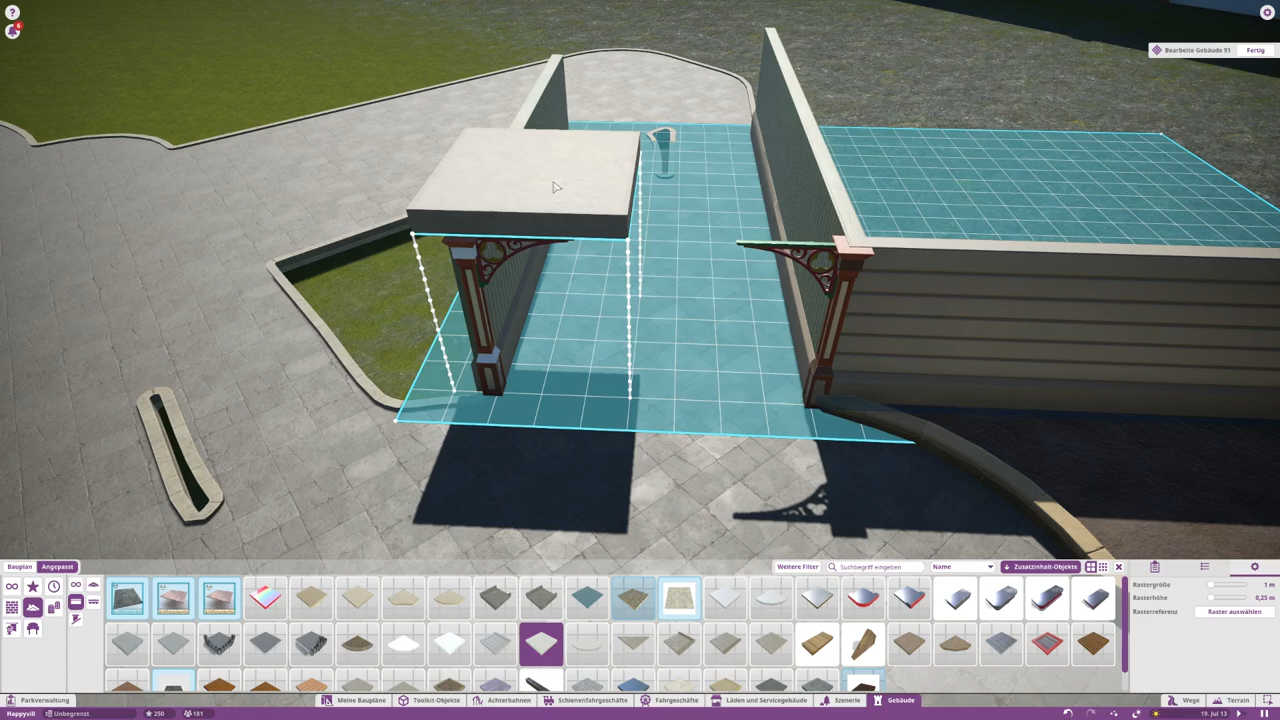 ?
6
Bearbeite Gebäude 91 Fertig
Bauplan Angepasst Weitere Filter Suchbegriff eingeben Name Zusatzinhalt-Objekte
Rastergröße 1 m
Rasterhöhe 0,25 m
Rasterreferenz Raster auswählen
Parkverwaltung Meine Baupläne Toolkit-Objekte Achterbahnen Schienenfahrgeschäfte Fahrgeschäfte Läden und Servicegebäude Szenerie Gebäude Wege Terrain
Happyvill Unbegrenzt 250 181 19. Jul 13